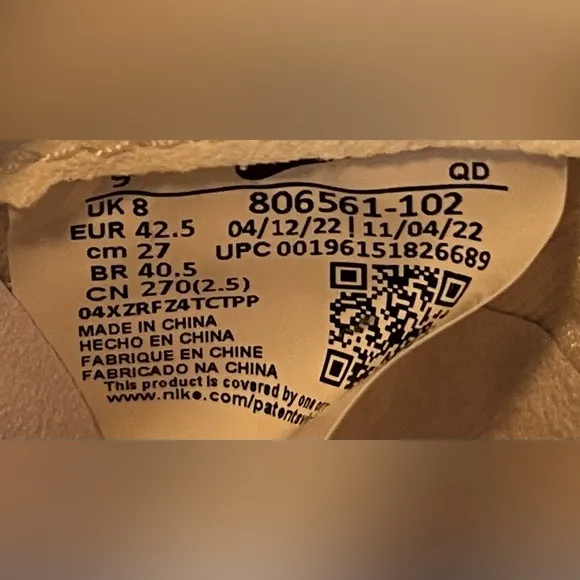 QD
UK 8
EUR 42.5
cm 27
BR 40.5
CN 270(2.5)
04XZRFZ4TCTPP
MADE IN CHINA
HECHO EN CHINA
FABRIQUE EN CHINE
FABRICADO NA CHINA
This product is covered by one
www.nike.com/patents
806561-102
04/12/22 | 11/04/22
UPC 00196151826689